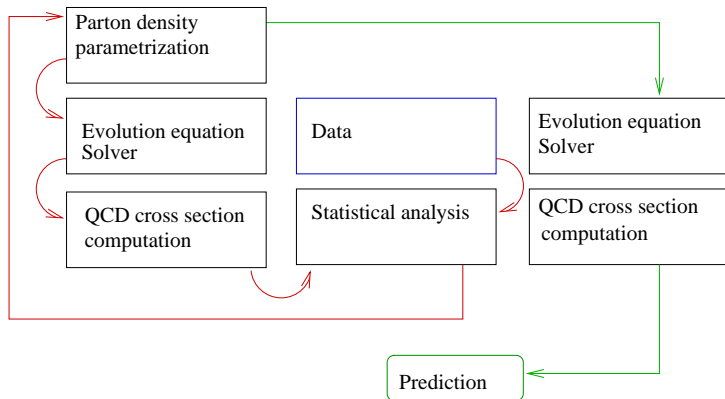 Parton density
parametrization
Evolution equation
Solver
Data
Evolution equation
Solver
QCD cross section
computation
Statistical analysis
QCD cross section
computation
Prediction